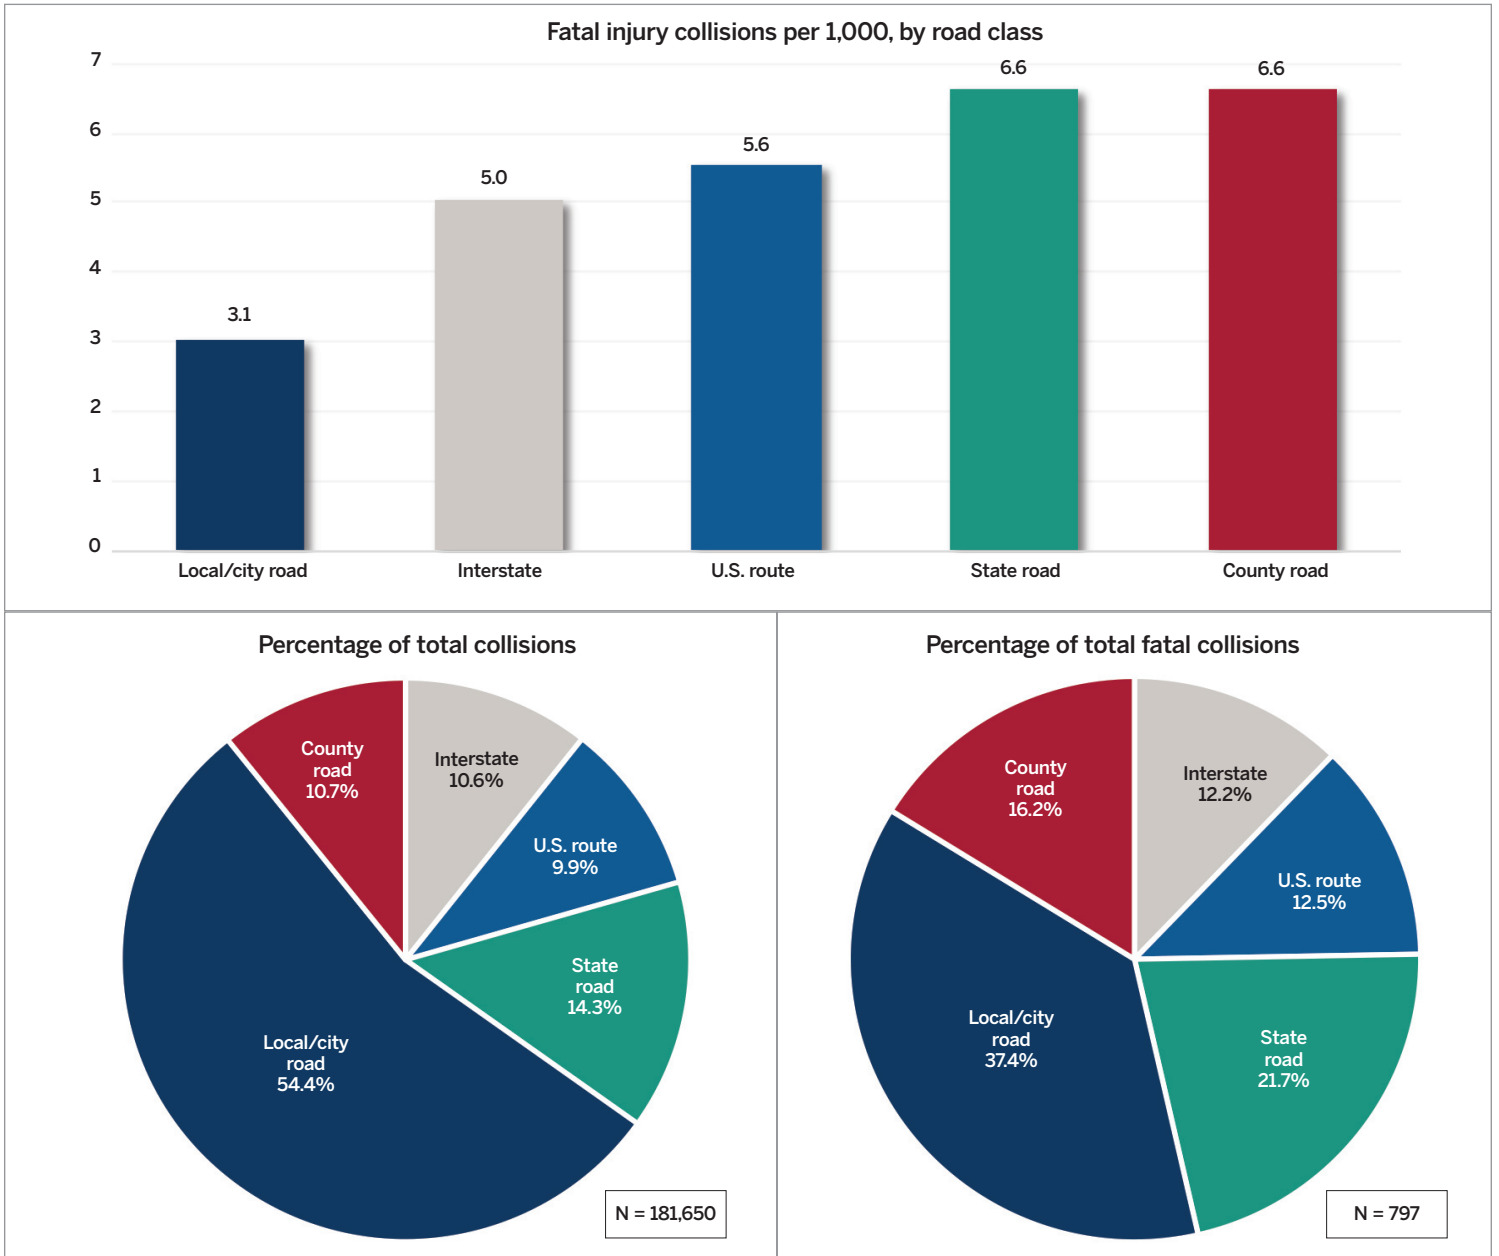 Fatal injury collisions per 1,000, by road class
7
6
5
4
3
2
1
0
3.1
5.0
5.6
6.6
6.6
Local/city road
Interstate
U.S. route
State road
County road
Percentage of total collisions
County
road
10.7%
Interstate
10.6%
U.S. route
9.9%
State
road
14.3%
Local/city
road
54.4%
N = 181,650
Percentage of total fatal collisions
County
road
16.2%
Interstate
12.2%
U.S. route
12.5%
Local/city
road
37.4%
State
road
21.7%
N = 797